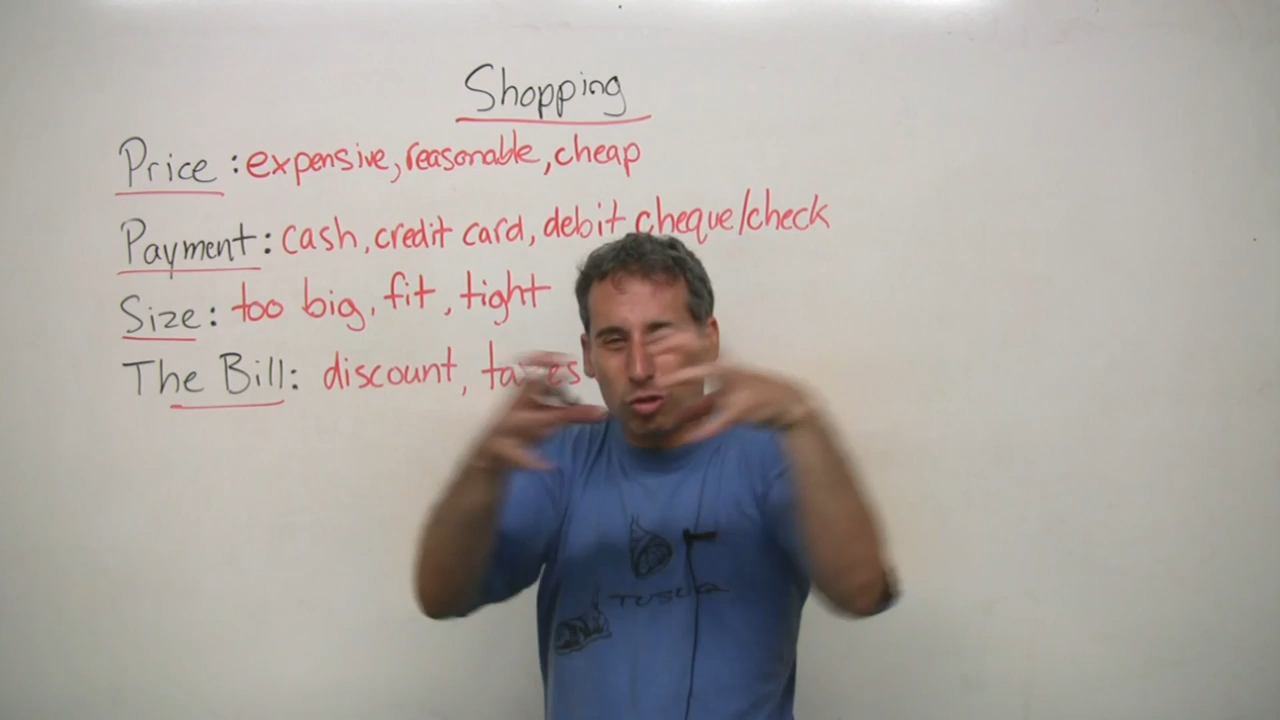 Shopping
Price : expensive, reasonable, cheap
Payment : cash, credit card, debit cheque/check
Size : too big, fit, tight
The Bill : discount, taxes